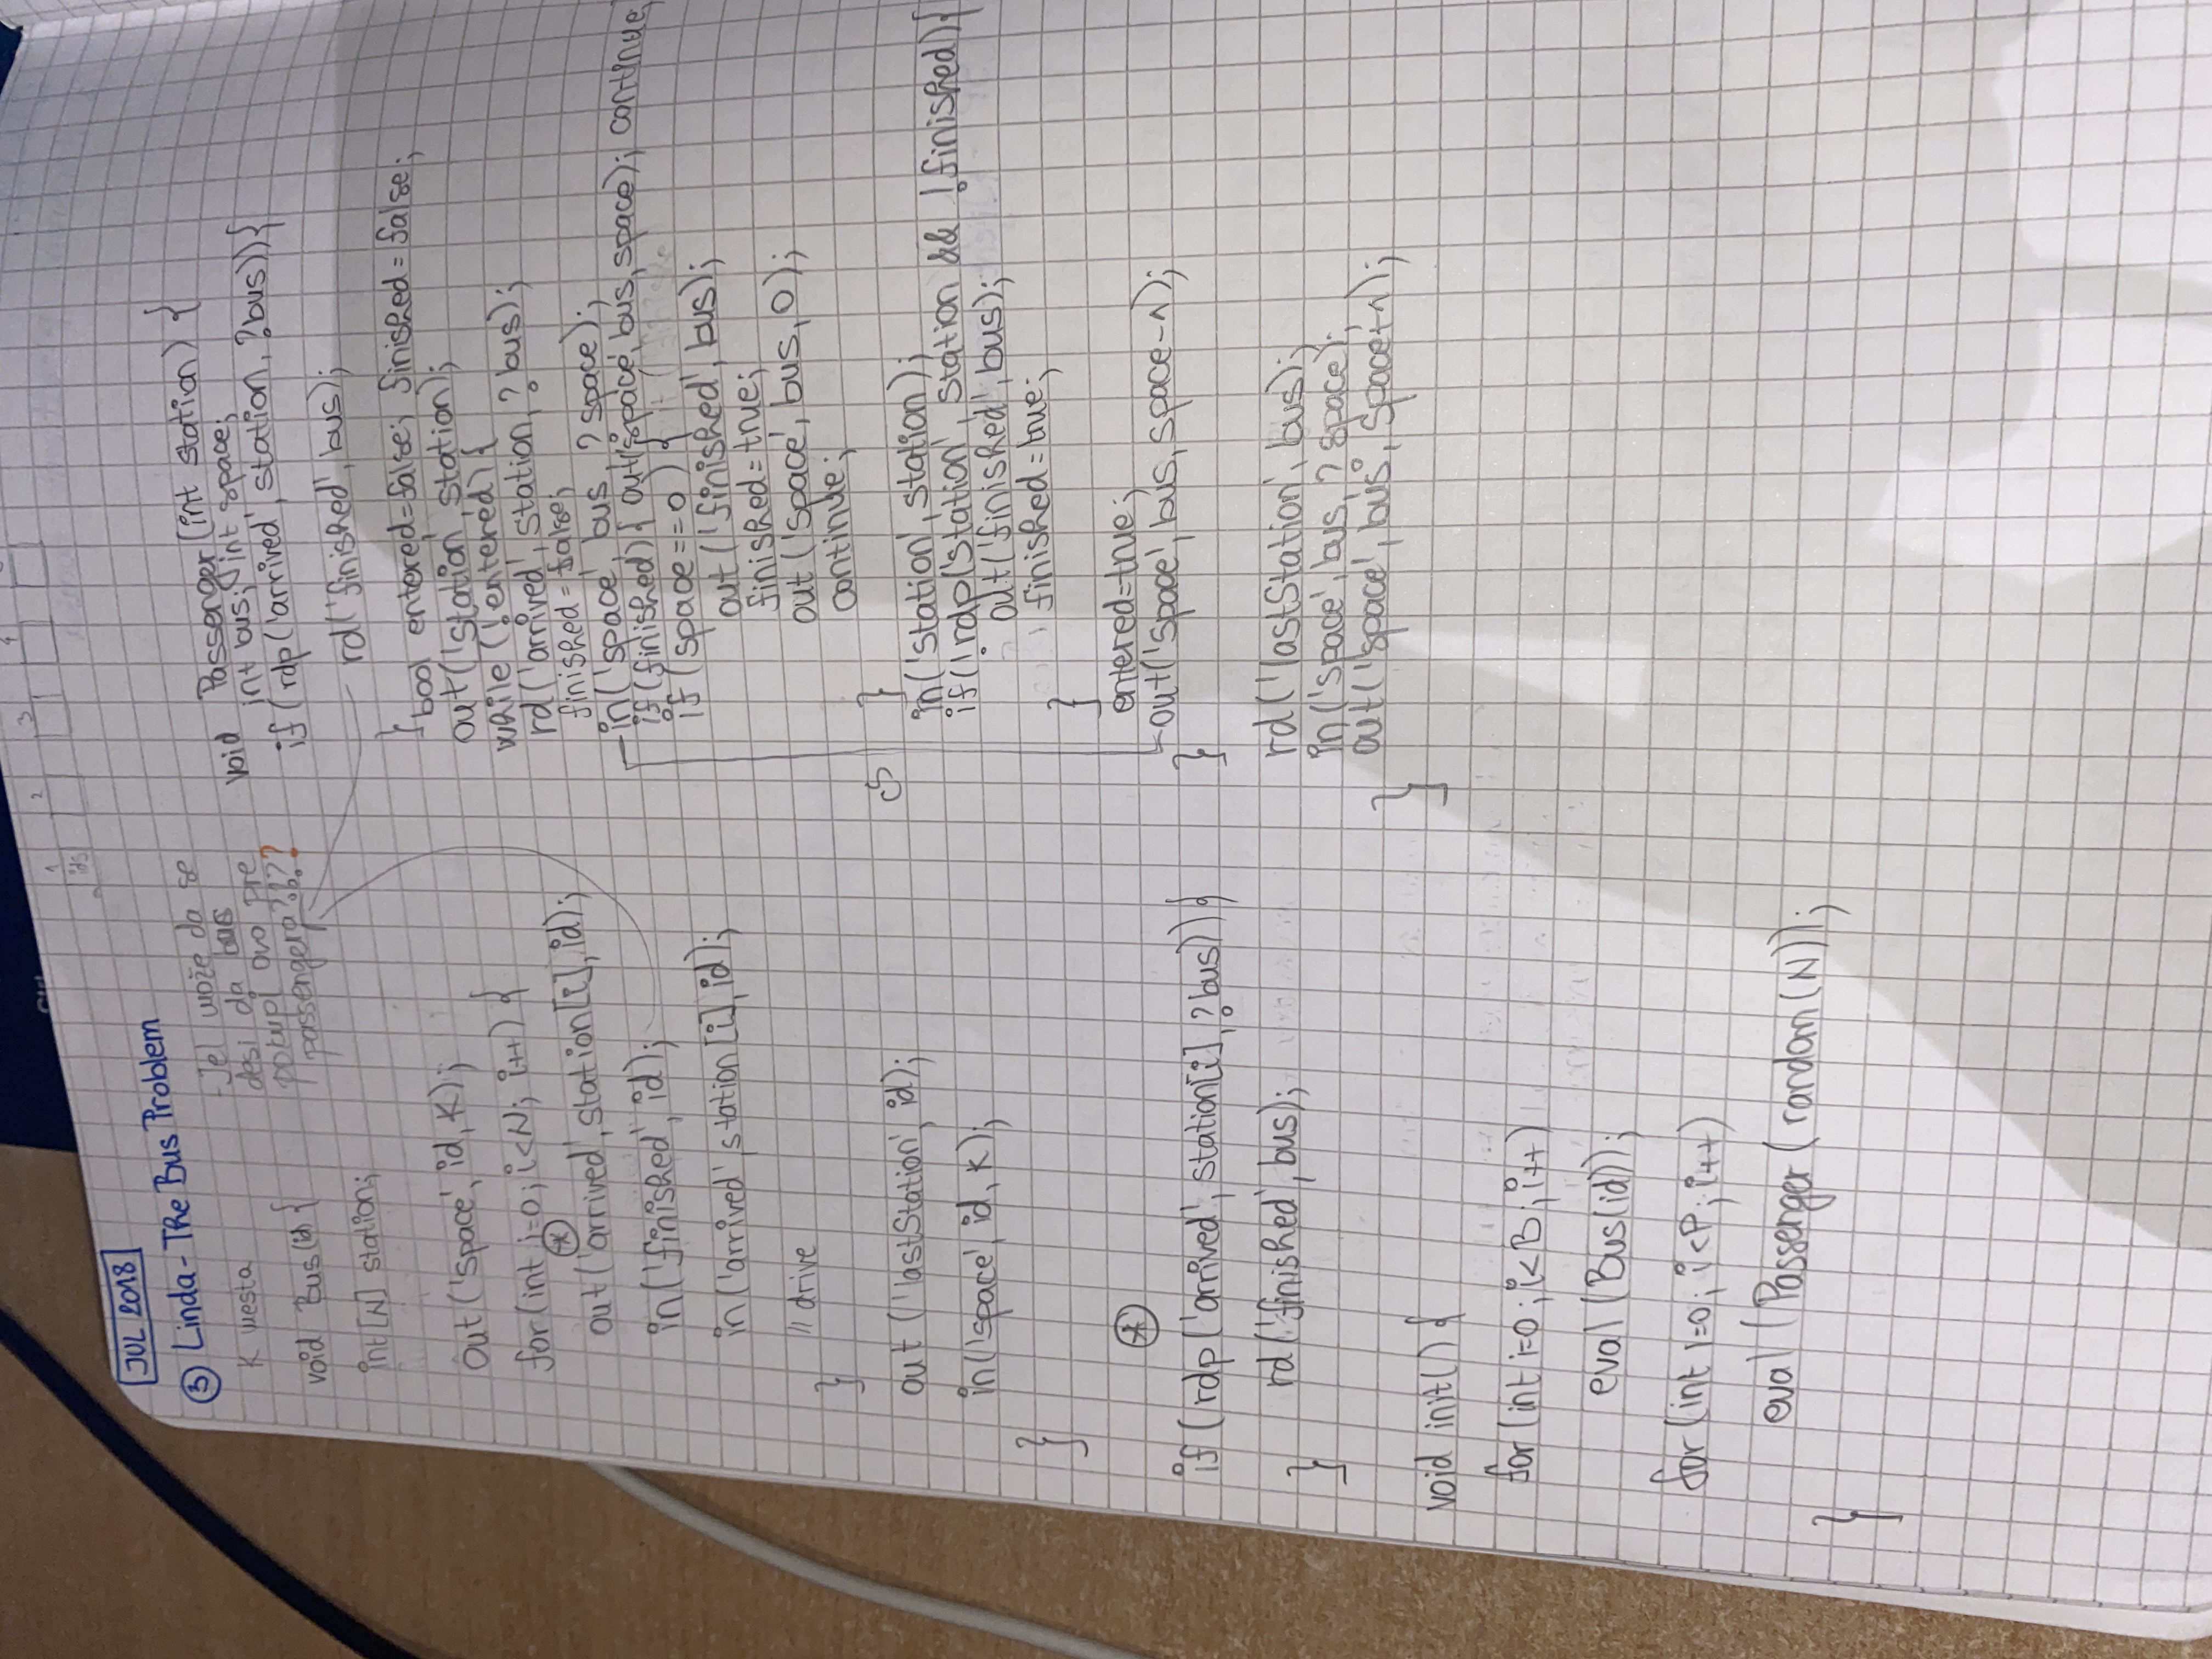 1 2 3 4
ids
JUL 2018
③ Linda - The Bus Problem
K mesta
- Jel može da se
desi da bus
pokupi ovo pre
passengera?????
void Bus(id) {
int[N] station;
out('space', id, K);
for(int i=0; i<N; i++) {
(*)
out('arrived', station[i], id);
in('finished', id);
in('arrived', station[i], id);
// drive
}
out('lastStation', id);
in('space', id, K);
}
(*)
if(rdp('arrived', station[i], ?bus)){
rd('finished', bus);
}
void init() {
for(int i=0; i<B; i++)
eval(Bus(id));
for(int i=0; i<P; i++)
eval(Passenger(random(N));
}
void Passenger(int station) {
int bus; int space;
if(rdp('arrived', station, ?bus)){
rd('finished', bus);
}
bool entered=false; finished=false;
out('station', station);
while(!entered){
rd('arrived', station, ?bus);
finished=false;
in('space', bus, ?space);
if(finished){ out('space', bus, space); continue;
if(space==0) {
out('finished', bus);
finished=true;
out('space', bus, 0);
continue;
}
cs
in('station', station);
if(!rdp('station', station && !finished){
out('finished', bus);
finished=true;
}
entered=true;
out('space', bus, space-1);
}
rd('lastStation', bus);
in('space', bus, ?space);
out('space', bus, space+1);
}